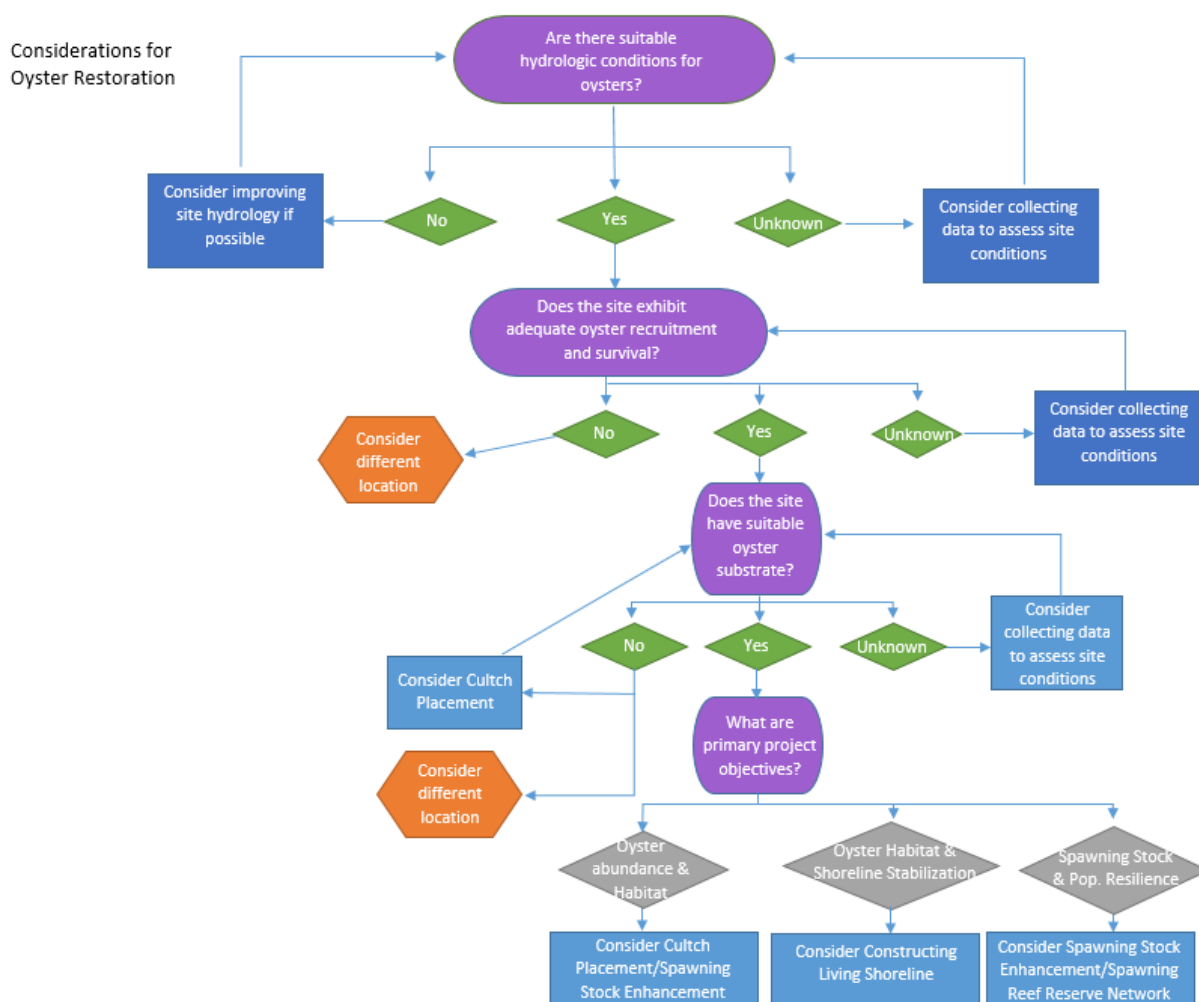 Considerations for
Oyster Restoration
Are there suitable
hydrologic conditions for
oysters?
Consider improving
site hydrology if
possible
No
Yes
Unknown
Consider collecting
data to assess site
conditions
Does the site exhibit
adequate oyster recruitment
and survival?
Consider
different
location
No
Yes
Unknown
Consider collecting
data to assess site
conditions
Does the site
have suitable
oyster
substrate?
No
Yes
Unknown
Consider
collecting data
to assess site
conditions
Consider Cultch
Placement
What are
primary project
objectives?
Consider
different
location
Oyster
abundance &
Habitat
Oyster Habitat &
Shoreline Stabilization
Spawning Stock
& Pop. Resilience
Consider Cultch
Placement/Spawning
Stock Enhancement
Consider Constructing
Living Shoreline
Consider Spawning Stock
Enhancement/Spawning
Reef Reserve Network